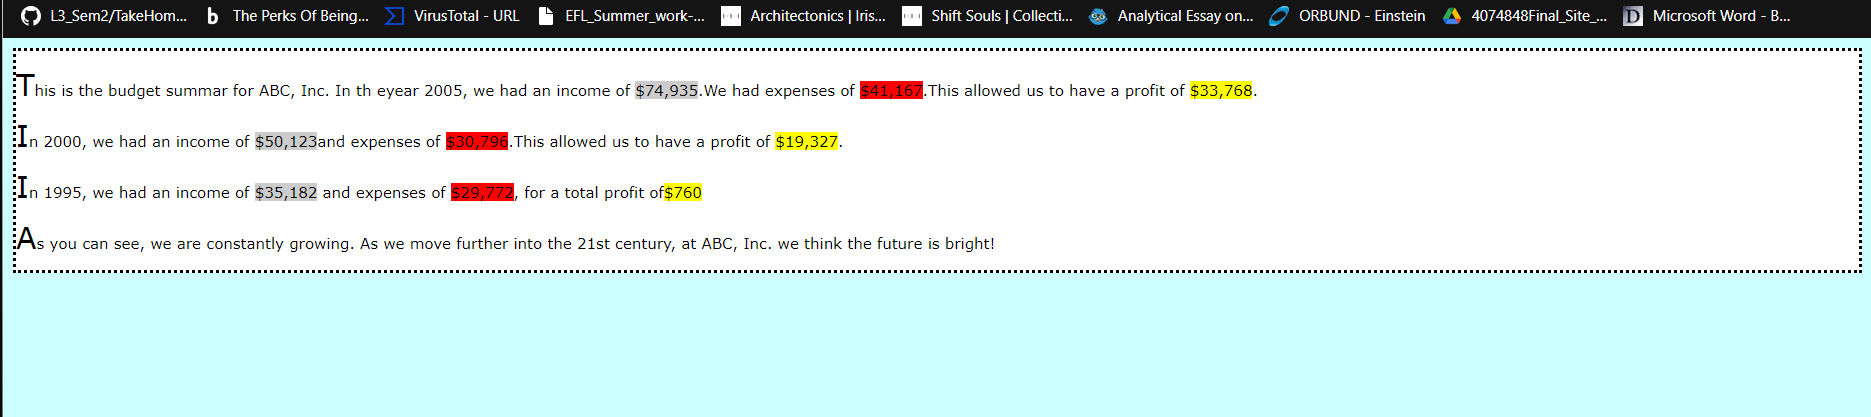 L3_Sem2/TakeHom... The Perks Of Being... VirusTotal - URL EFL_Summer_work-... Architectonics | Iris... Shift Souls | Collecti... Analytical Essay on... ORBUND - Einstein 4074848Final_Site_... Microsoft Word - B...
This is the budget summar for ABC, Inc. In th eyear 2005, we had an income of $74,935.We had expenses of $41,167.This allowed us to have a profit of $33,768.
In 2000, we had an income of $50,123and expenses of $30,796.This allowed us to have a profit of $19,327.
In 1995, we had an income of $35,182 and expenses of $29,772, for a total profit of$760
As you can see, we are constantly growing. As we move further into the 21st century, at ABC, Inc. we think the future is bright!